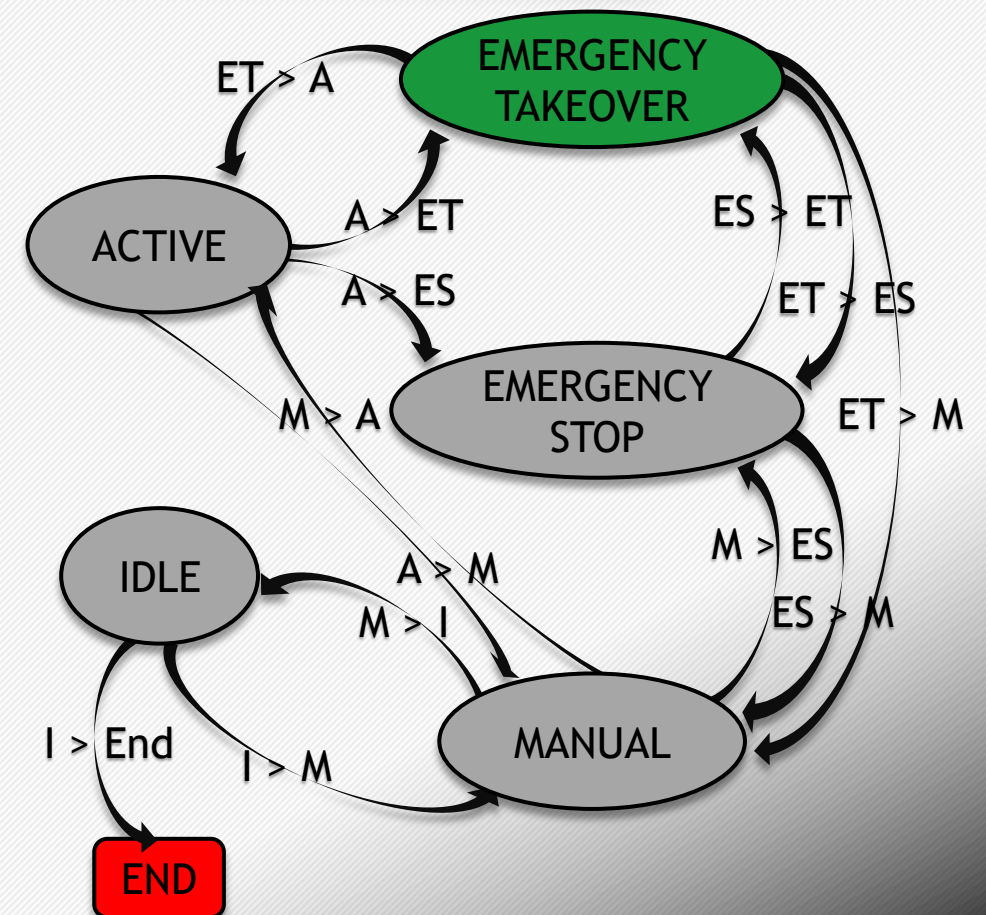 EMERGENCY
TAKEOVER
ET > A
A > ET
ES > ET
ACTIVE
A > ES
ET > ES
EMERGENCY
STOP
M > A
ET > M
M > ES
A > M
IDLE
M > I
ES > M
I > End
I > M
MANUAL
END